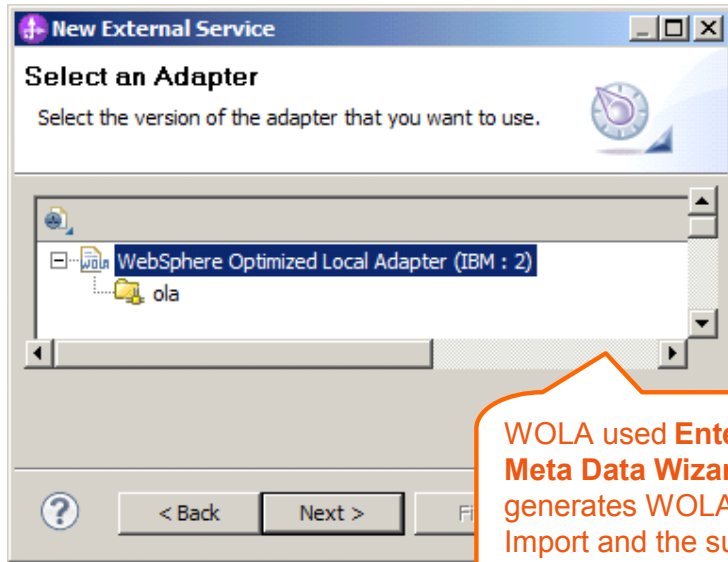 New External Service
Select an Adapter
Select the version of the adapter that you want to use.
WebSphere Optimized Local Adapter (IBM : 2)
ola
WOLA used
Meta Data
generates WOLA
Import and the
< Back Next >